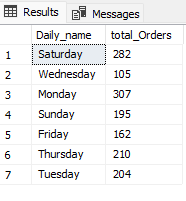 Results Messages
Daily_name total_Orders
1 Saturday 282
2 Wednesday 105
3 Monday 307
4 Sunday 195
5 Friday 162
6 Thursday 210
7 Tuesday 204